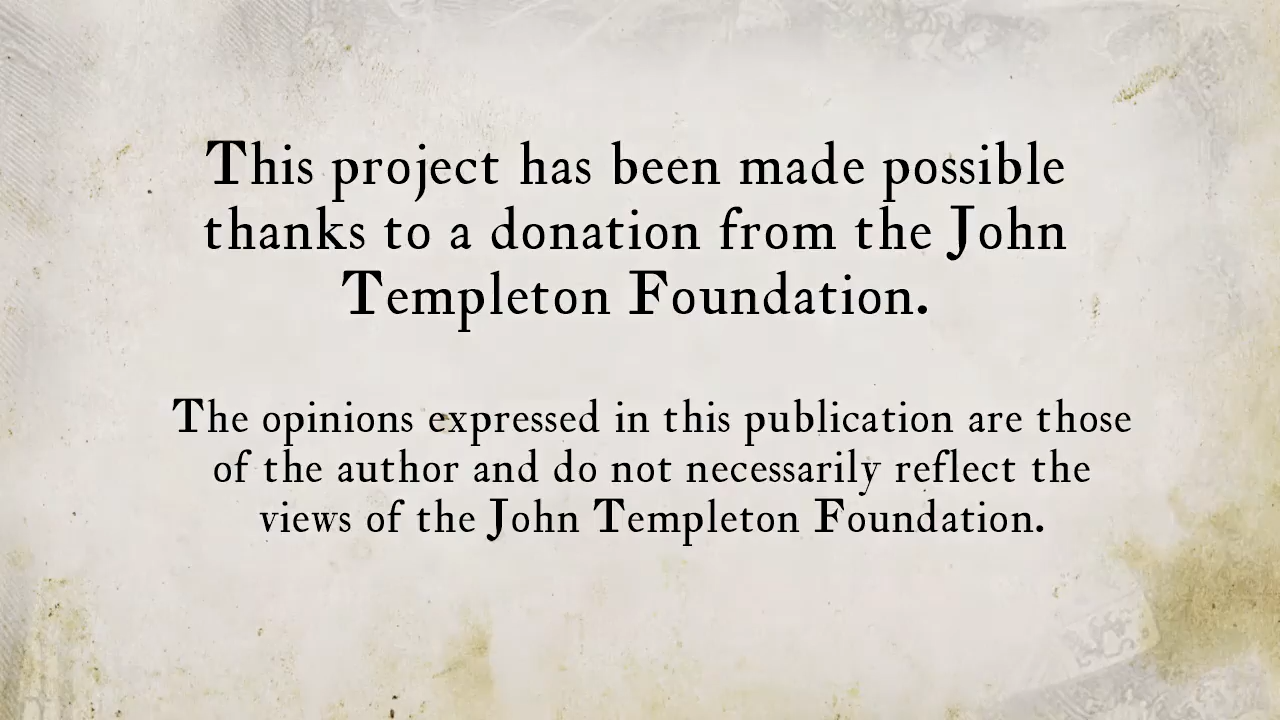 This project has been made possible
thanks to a donation from the John
Templeton Foundation.
The opinions expressed in this publication are those
of the author and do not necessarily reflect the
views of the John Templeton Foundation.